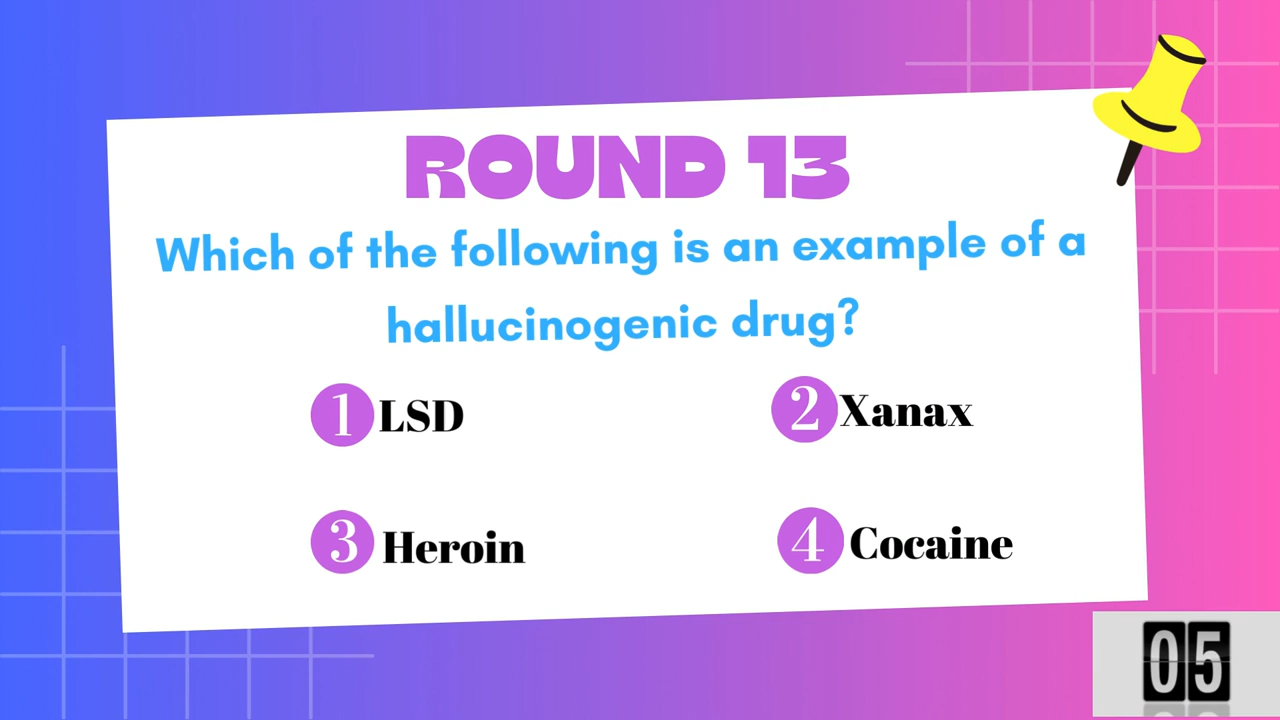 ROUND 13
Which of the following is an example of a
hallucinogenic drug?
1 LSD
2 Xanax
3 Heroin
4 Cocaine
05